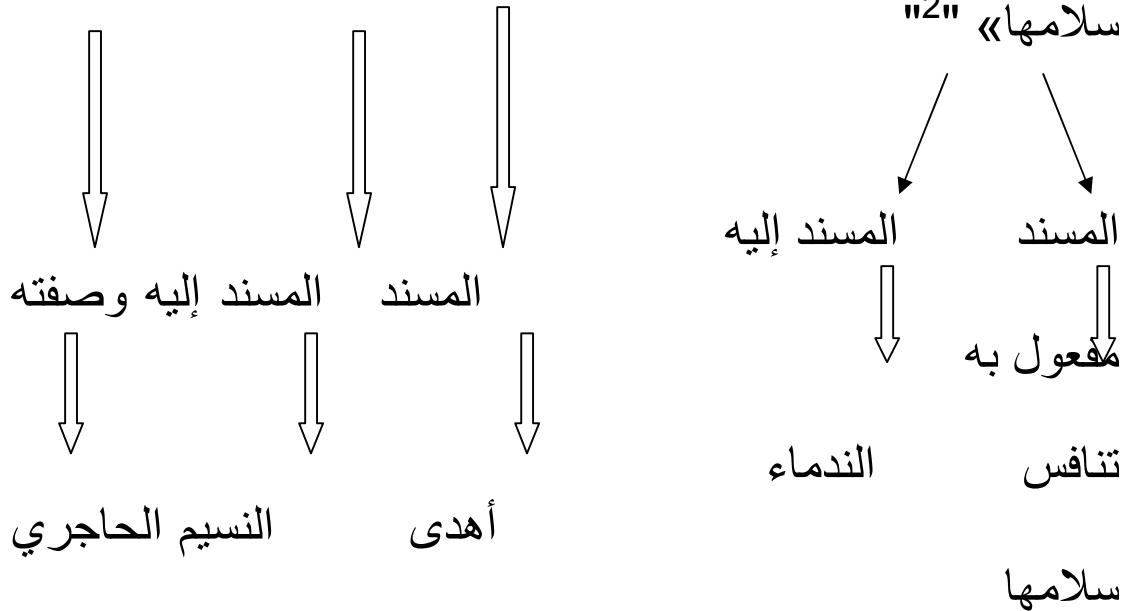 سلامها» "2"
المسند المسند إليه
المسند المسند إليه وصفته
مفعول به
تنافس الندماء
أهدى النسيم الحاجري
سلامها